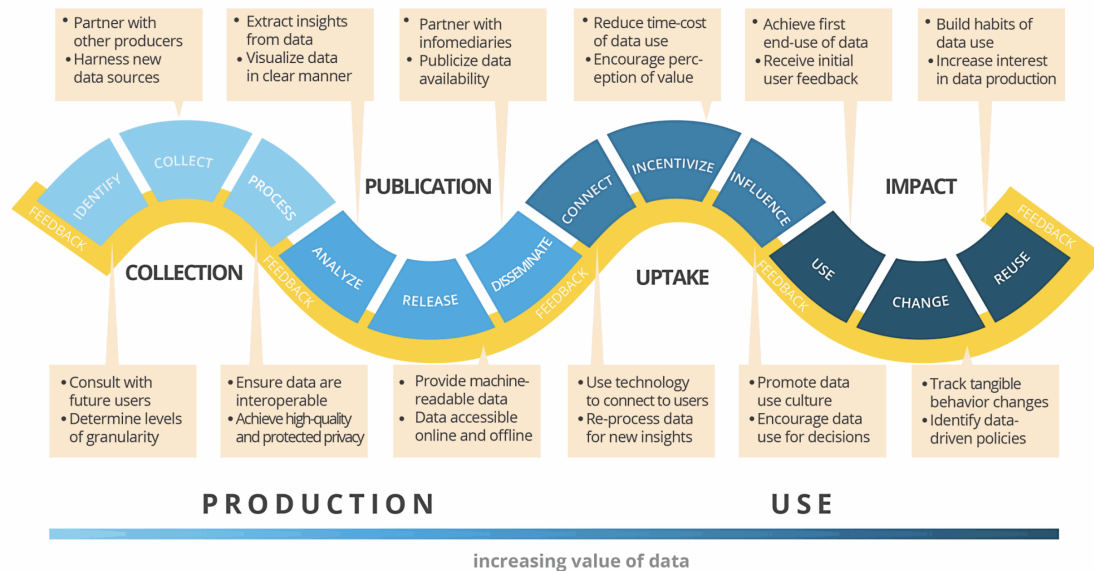 • Partner with
other producers
• Harness new
data sources
• Extract insights
from data
• Visualize data
in clear manner
• Partner with
infomediaries
• Publicize data
availability
• Reduce time-cost
of data use
• Encourage perc-
eption of value
• Achieve first
end-use of data
• Receive initial
user feedback
• Build habits of
data use
• Increase interest
in data production
IDENTIFY
COLLECT
PROCESS
ANALYZE
RELEASE
DISSEMINATE
CONNECT
INCENTIVIZE
INFLUENCE
USE
CHANGE
REUSE
FEEDBACK
FEEDBACK
FEEDBACK
FEEDBACK
FEEDBACK
COLLECTION
PUBLICATION
UPTAKE
IMPACT
• Consult with
future users
• Determine levels
of granularity
• Ensure data are
interoperable
• Achieve high-quality
and protected privacy
• Provide machine-
readable data
• Data accessible
online and offline
• Use technology
to connect to users
• Re-process data
for new insights
• Promote data
use culture
• Encourage data
use for decisions
• Track tangible
behavior changes
• Identify data-
driven policies
PRODUCTION
USE
increasing value of data